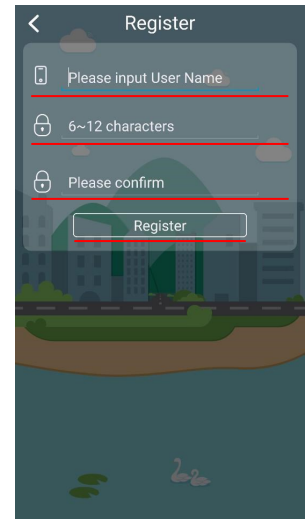 Register
Please input User Name
6~12 characters
Please confirm
Register